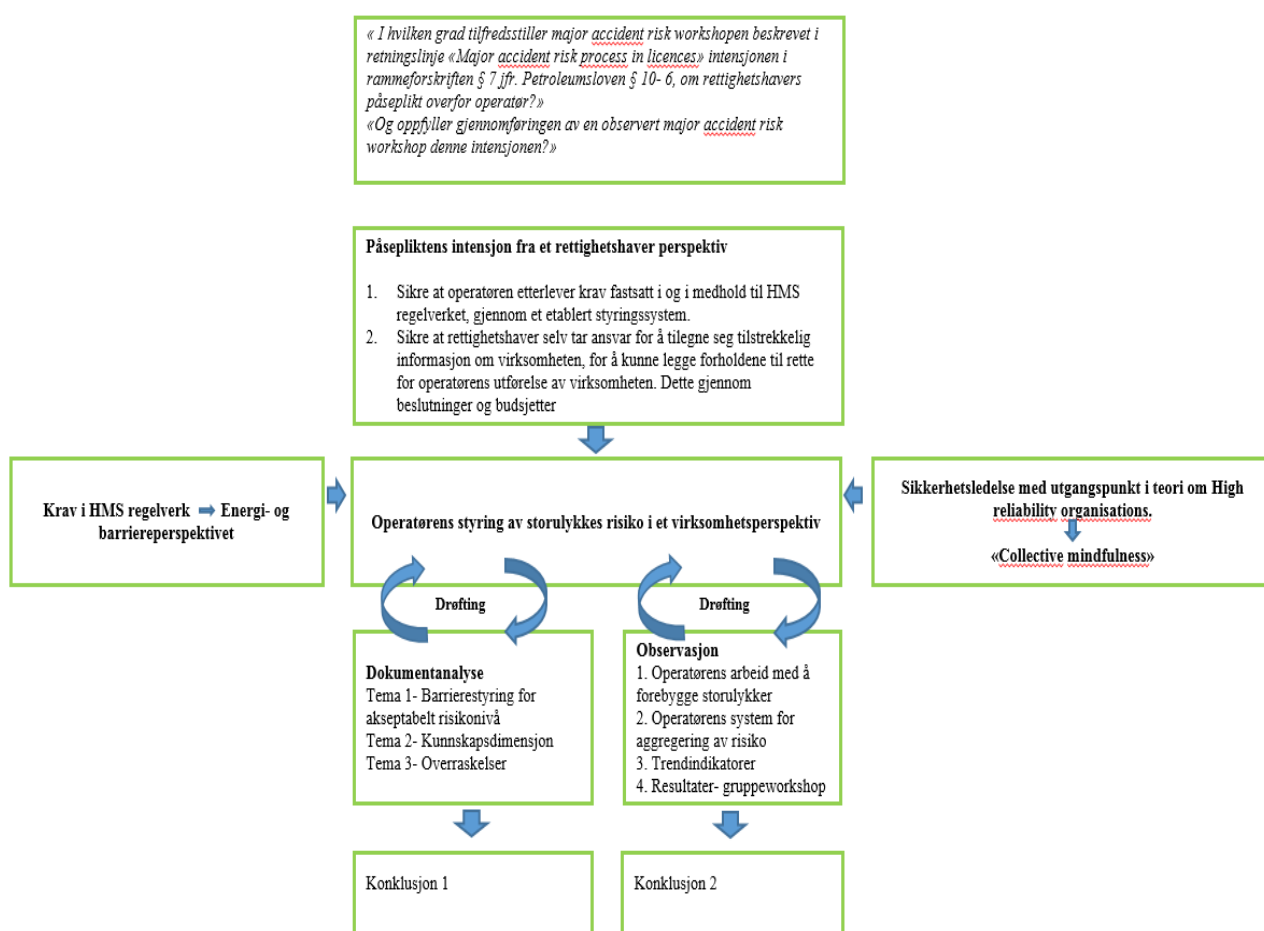 « I hvilken grad tilfredsstiller major accident risk workshopen beskrevet i
retningslinje «Major accident risk process in licences» intensjonen i
rammeforskriften § 7 jfr. Petroleumsloven § 10- 6, om rettighetshavers
påseplikt overfor operatør?»
«Og oppfyller gjennomføringen av en observert major accident risk
workshop denne intensjonen?»
Påsepliktens intensjon fra et rettighetshaver perspektiv
1. Sikre at operatøren etterlever krav fastsatt i og i medhold til HMS
regelverket, gjennom et etablert styringssystem.
2. Sikre at rettighetshaver selv tar ansvar for å tilegne seg tilstrekkelig
informasjon om virksomheten, for å kunne legge forholdene til rette
for operatørens utførelse av virksomheten. Dette gjennom
beslutninger og budsjetter
Krav i HMS regelverk Energi- og
barriereperspektivet
Operatørens styring av storulykkes risiko i et virksomhetsperspektiv
Sikkerhetsledelse med utgangspunkt i teori om High
reliability organisations.
«Collective mindfulness»
Drøfting
Drøfting
Dokumentanalyse
Tema 1- Barrierestyring for
akseptabelt risikonivå
Tema 2- Kunnskapsdimensjon
Tema 3- Overraskelser
Observasjon
1. Operatørens arbeid med å
forebygge storulykker
2. Operatørens system for
aggregering av risiko
3. Trendindikatorer
4. Resultater- gruppeworkshop
Konklusjon 1
Konklusjon 2